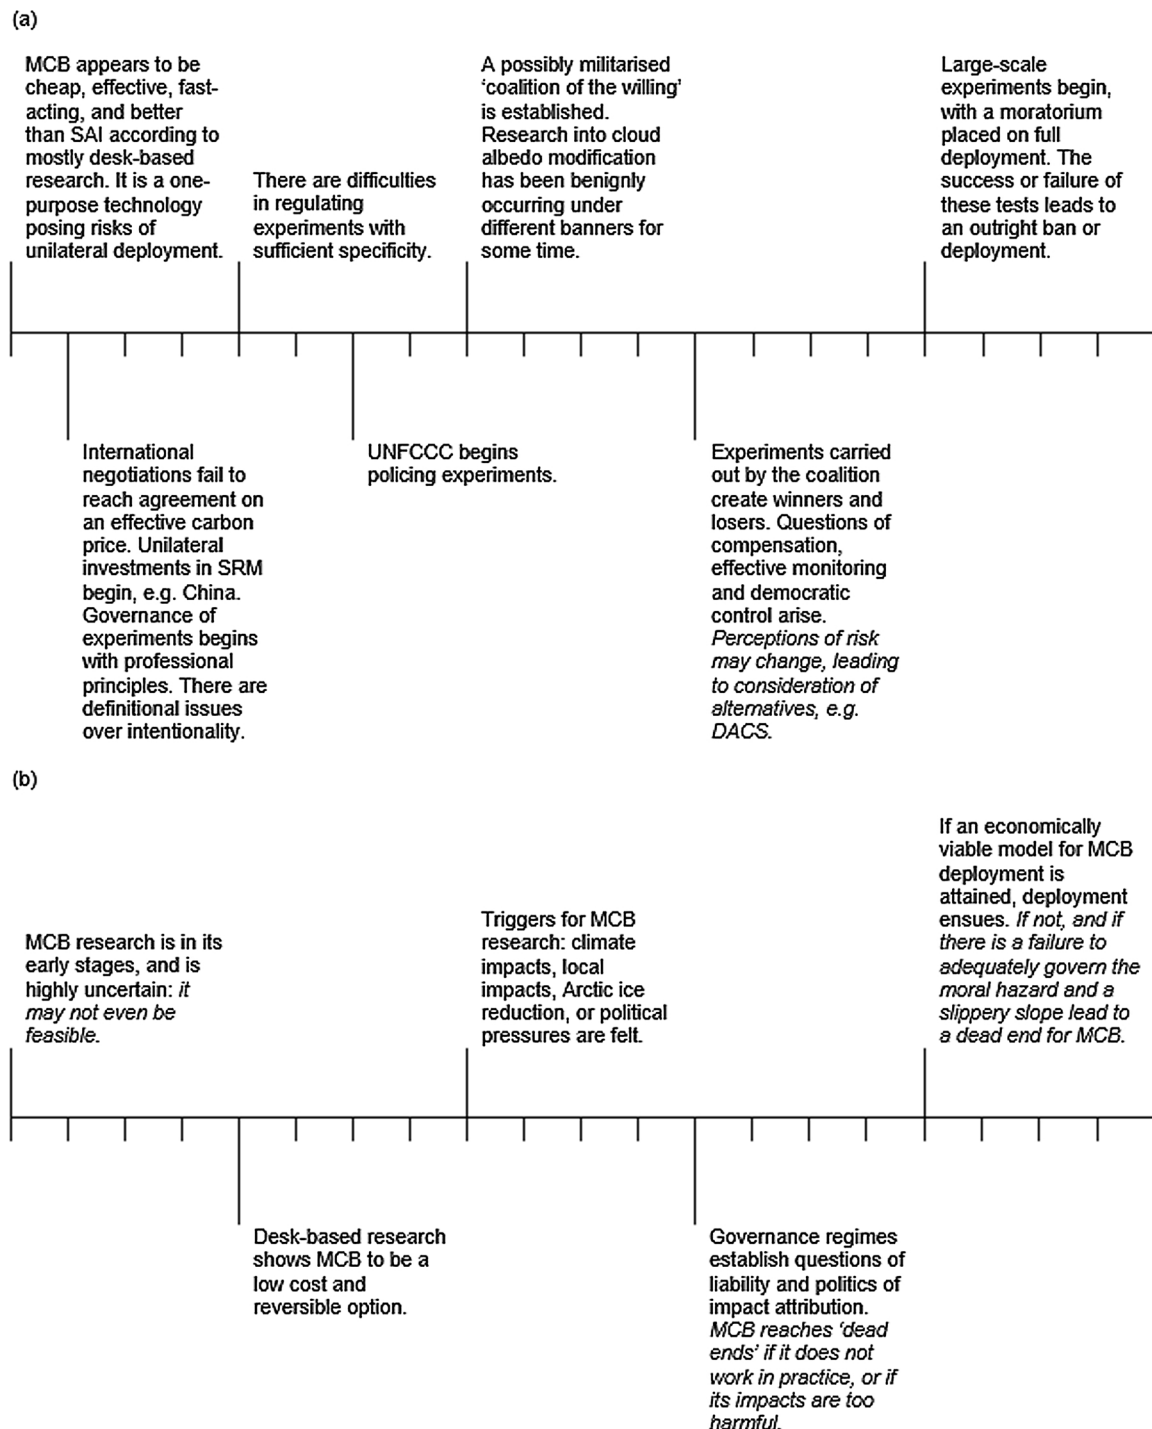 (a)
MCB appears to be
cheap, effective, fast-
acting, and better
than SAI according to
mostly desk-based
research. It is a one-
purpose technology
posing risks of
unilateral deployment.
There are difficulties
in regulating
experiments with
sufficient specificity.
A possibly militarised
‘coalition of the willing’
is established.
Research into cloud
albedo modification
has been benignly
occurring under
different banners for
some time.
Large-scale
experiments begin,
with a moratorium
placed on full
deployment. The
success or failure of
these tests leads to
an outright ban or
deployment.
International
negotiations fail to
reach agreement on
an effective carbon
price. Unilateral
investments in SRM
begin, e.g. China.
Governance of
experiments begins
with professional
principles. There are
definitional issues
over intentionality.
UNFCCC begins
policing experiments.
Experiments carried
out by the coalition
create winners and
losers. Questions of
compensation,
effective monitoring
and democratic
control arise.
Perceptions of risk
may change, leading
to consideration of
alternatives, e.g.
DACS.
(b)
MCB research is in its
early stages, and is
highly uncertain: it
may not even be
feasible.
Triggers for MCB
research: climate
impacts, local
impacts, Arctic ice
reduction, or political
pressures are felt.
If an economically
viable model for MCB
deployment is
attained, deployment
ensues. If not, and if
there is a failure to
adequately govern the
moral hazard and a
slippery slope lead to
a dead end for MCB.
Desk-based research
shows MCB to be a
low cost and
reversible option.
Governance regimes
establish questions of
liability and politics of
impact attribution.
MCB reaches ‘dead
ends’ if it does not
work in practice, or if
its impacts are too
harmful.